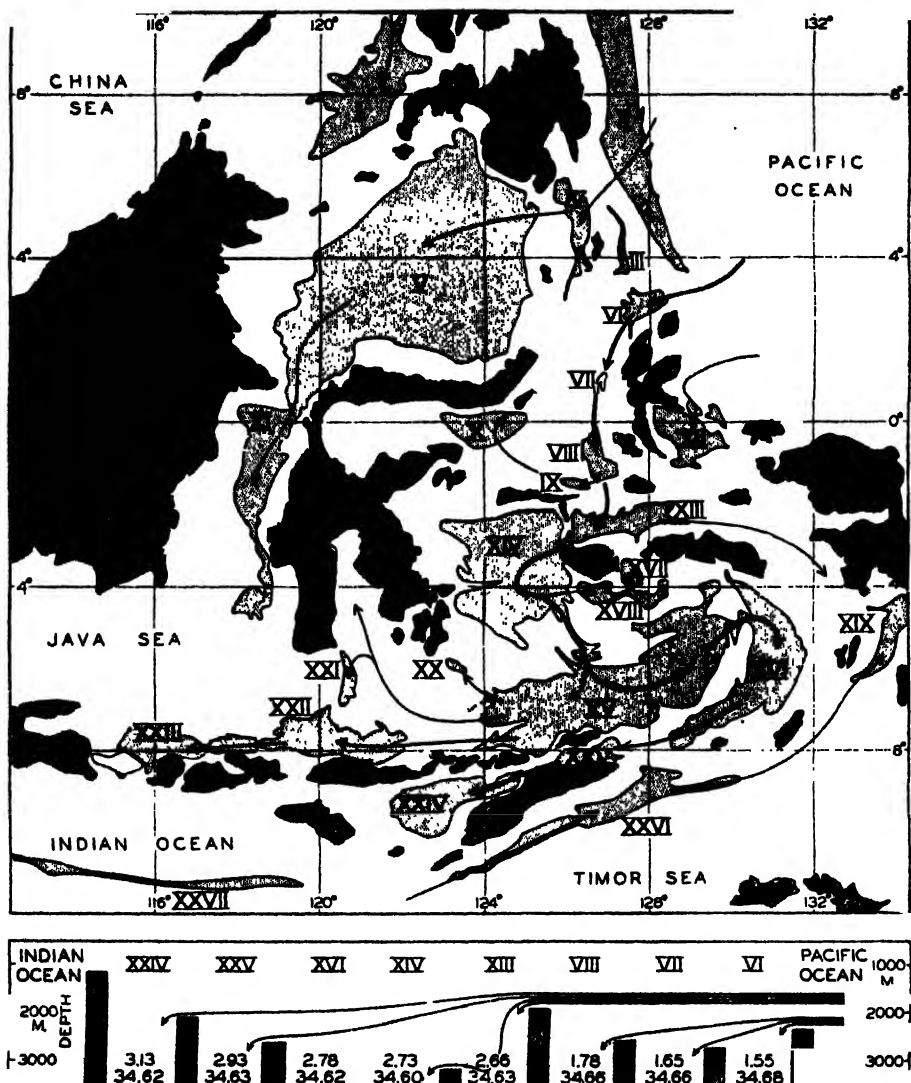 116° 120° 124° 128° 132°
CHINA
SEA
8° 8°
PACIFIC
OCEAN
4° III 4°
V
VI
VII
0° X 0°
VIII
IX
XIII
XIV
XVII
4° 4°
XVIII
JAVA SEA XIX
XXI XX
XXII XV
XXIII
8° 8°
XXIV
INDIAN OCEAN XXVI
TIMOR SEA
116° 120° 124° 128° 132°
XXVII
INDIAN OCEAN XXIV XXV XVI XIV XIII VIII VII VI PACIFIC OCEAN 1000 M
2000 M. DEPTH 2000
3000 3.13 2.93 2.78 2.73 2.66 1.78 1.65 1.55 3000
34.62 34.63 34.62 34.60 34.63 34.66 34.66 34.68